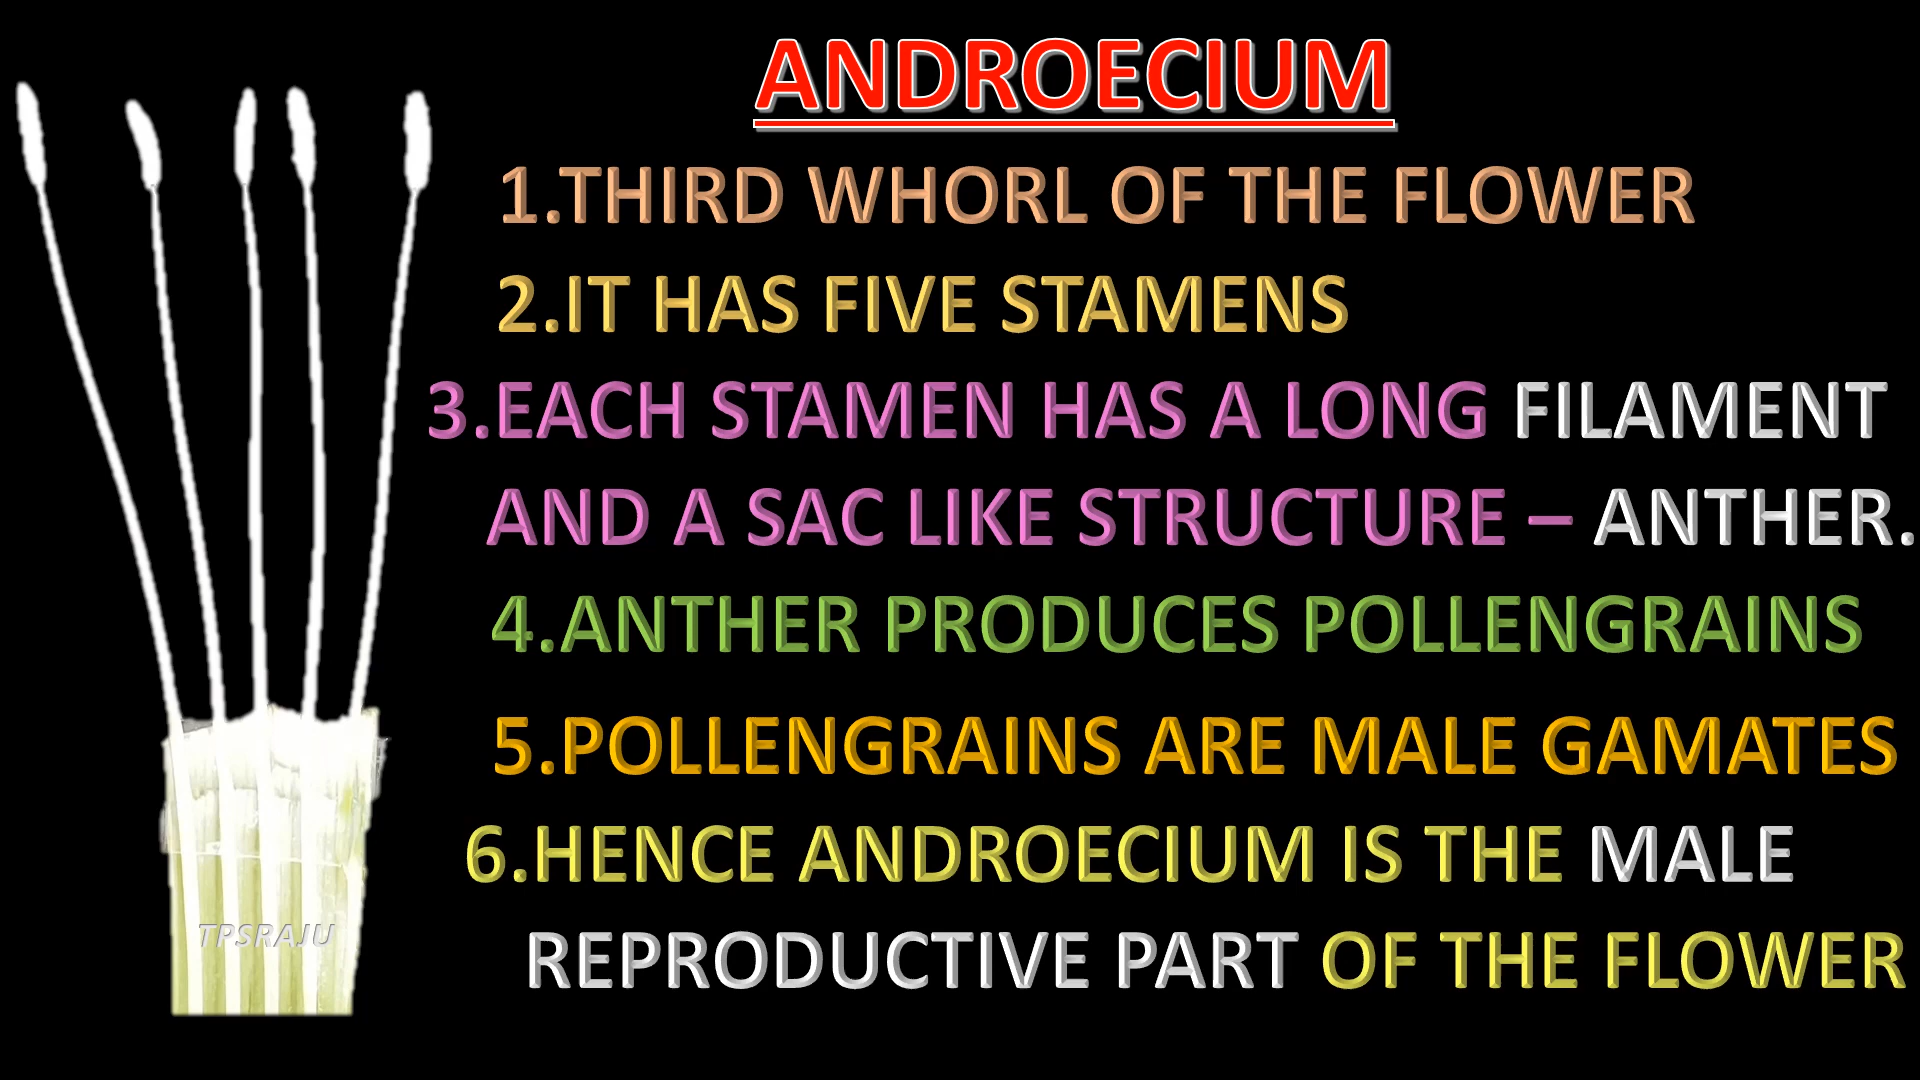 ANDROECIUM
1.THIRD WHORL OF THE FLOWER
2.IT HAS FIVE STAMENS
3.EACH STAMEN HAS A LONG FILAMENT
AND A SAC LIKE STRUCTURE – ANTHER.
4.ANTHER PRODUCES POLLENGRAINS
5.POLLENGRAINS ARE MALE GAMATES
6.HENCE ANDROECIUM IS THE MALE
REPRODUCTIVE PART OF THE FLOWER
TPSRAJU